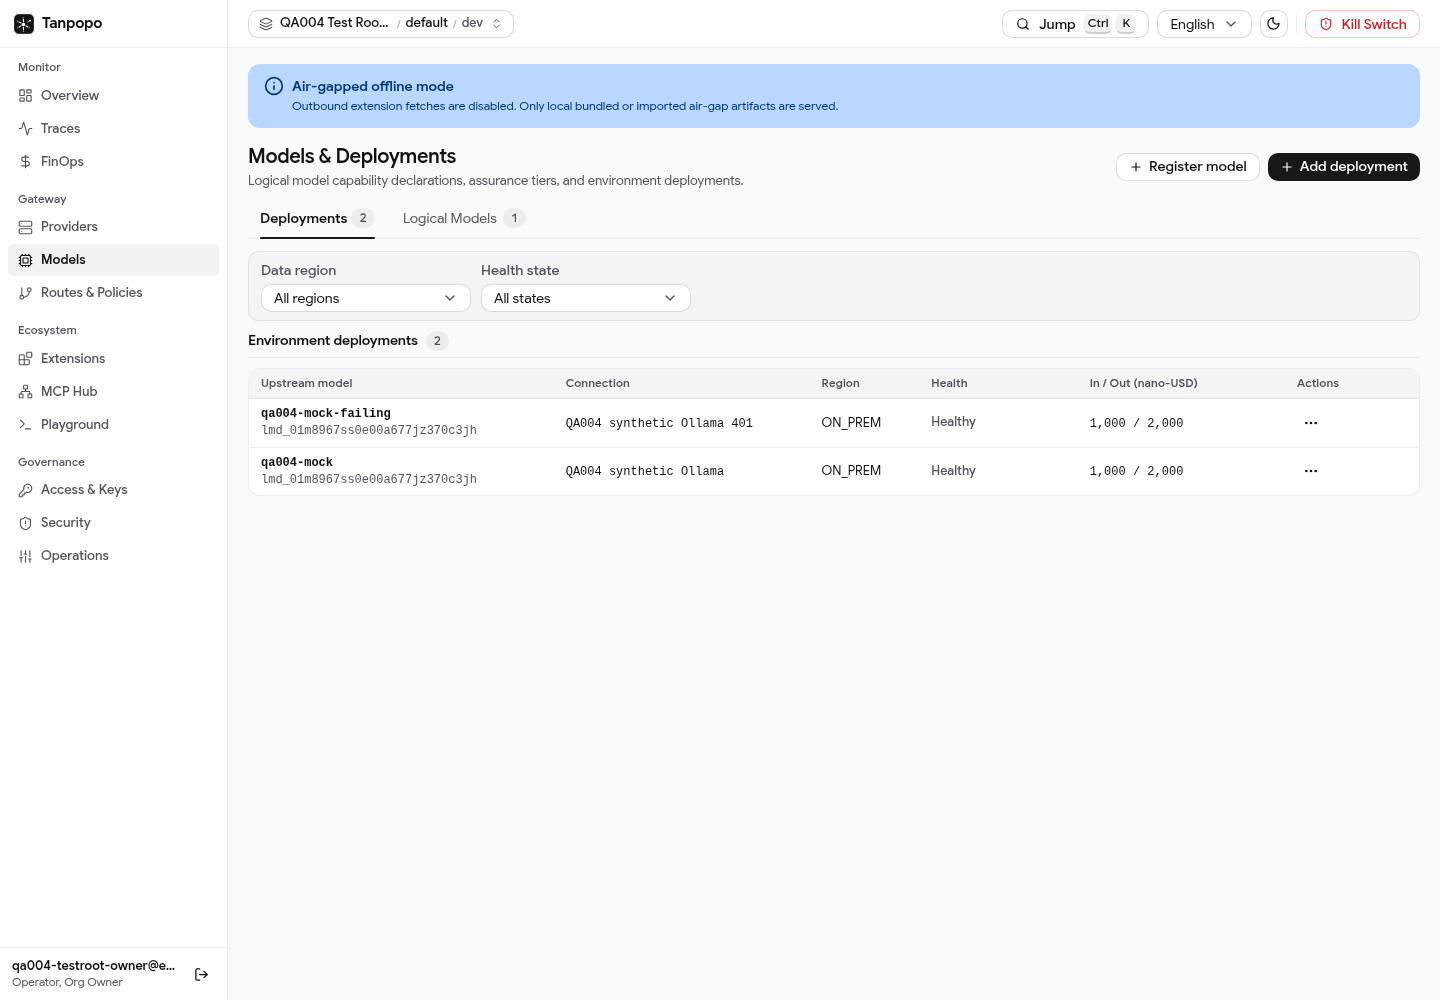 Tanpopo
QA004 Test Roo... / default / dev
Jump Ctrl K
English
Kill Switch
Monitor
Overview
Traces
FinOps
Gateway
Providers
Models
Routes & Policies
Ecosystem
Extensions
MCP Hub
Playground
Governance
Access & Keys
Security
Operations
qa004-testroot-owner@e...
Operator, Org Owner
Air-gapped offline mode
Outbound extension fetches are disabled. Only local bundled or imported air-gap artifacts are served.
Models & Deployments
Logical model capability declarations, assurance tiers, and environment deployments.
Register model
Add deployment
Deployments 2
Logical Models 1
Data region
All regions
Health state
All states
Environment deployments 2
Upstream model Connection Region Health In / Out (nano-USD) Actions
qa004-mock-failing
lmd_01m8967ss0e00a677jz370c3jh
QA004 synthetic Ollama 401 ON_PREM Healthy 1,000 / 2,000
qa004-mock
lmd_01m8967ss0e00a677jz370c3jh
QA004 synthetic Ollama ON_PREM Healthy 1,000 / 2,000